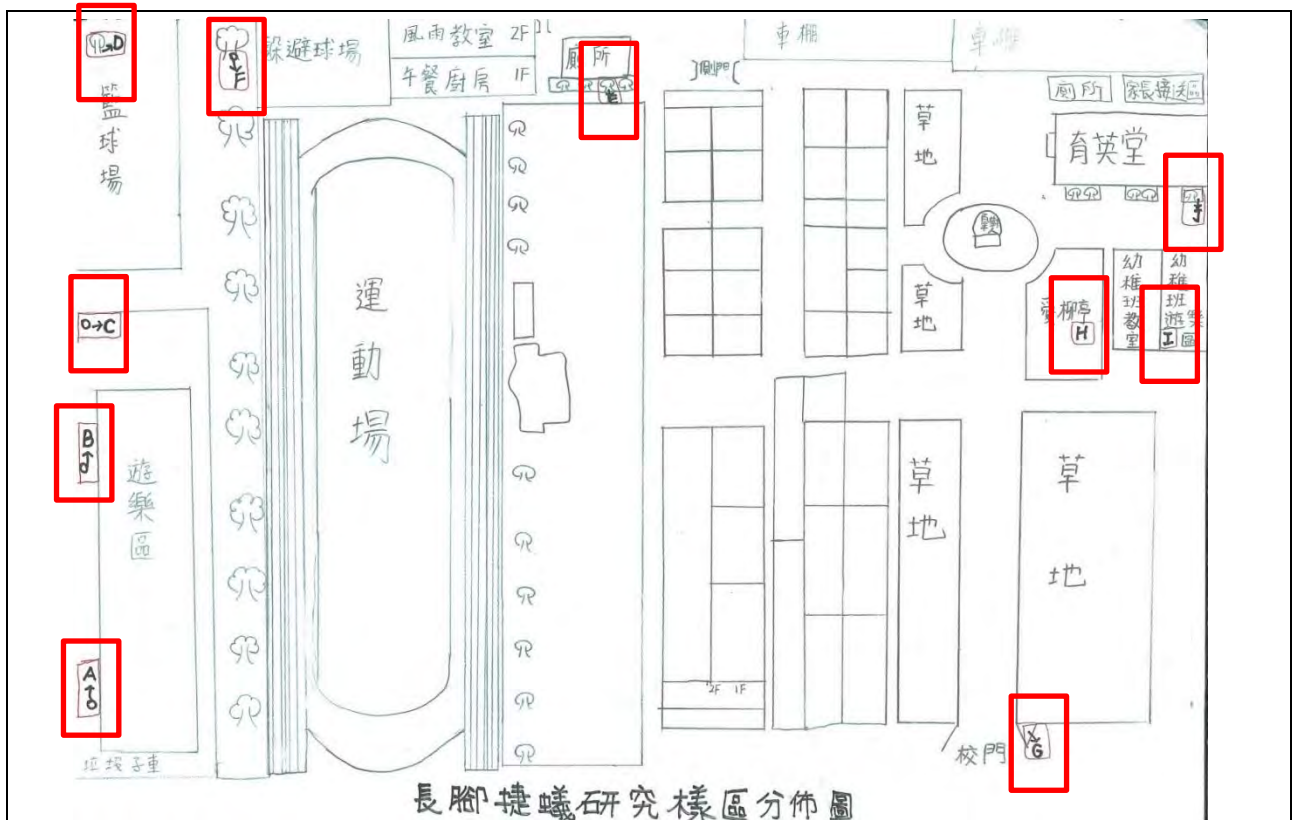 D
F
籃球場
躲避球場
風雨教室 2F
午餐廚房 1F
廁所
E
側門
車棚
車棚
廁所
家長接送區
育英堂
J
草地
草地
愛柳亭
H
幼稚班教室
幼稚班遊樂區
I
C
B
遊樂區
A
垃圾子車
運動場
2F 1F
草地
草地
校門
G
長腳捷蟻研究樣區分佈圖